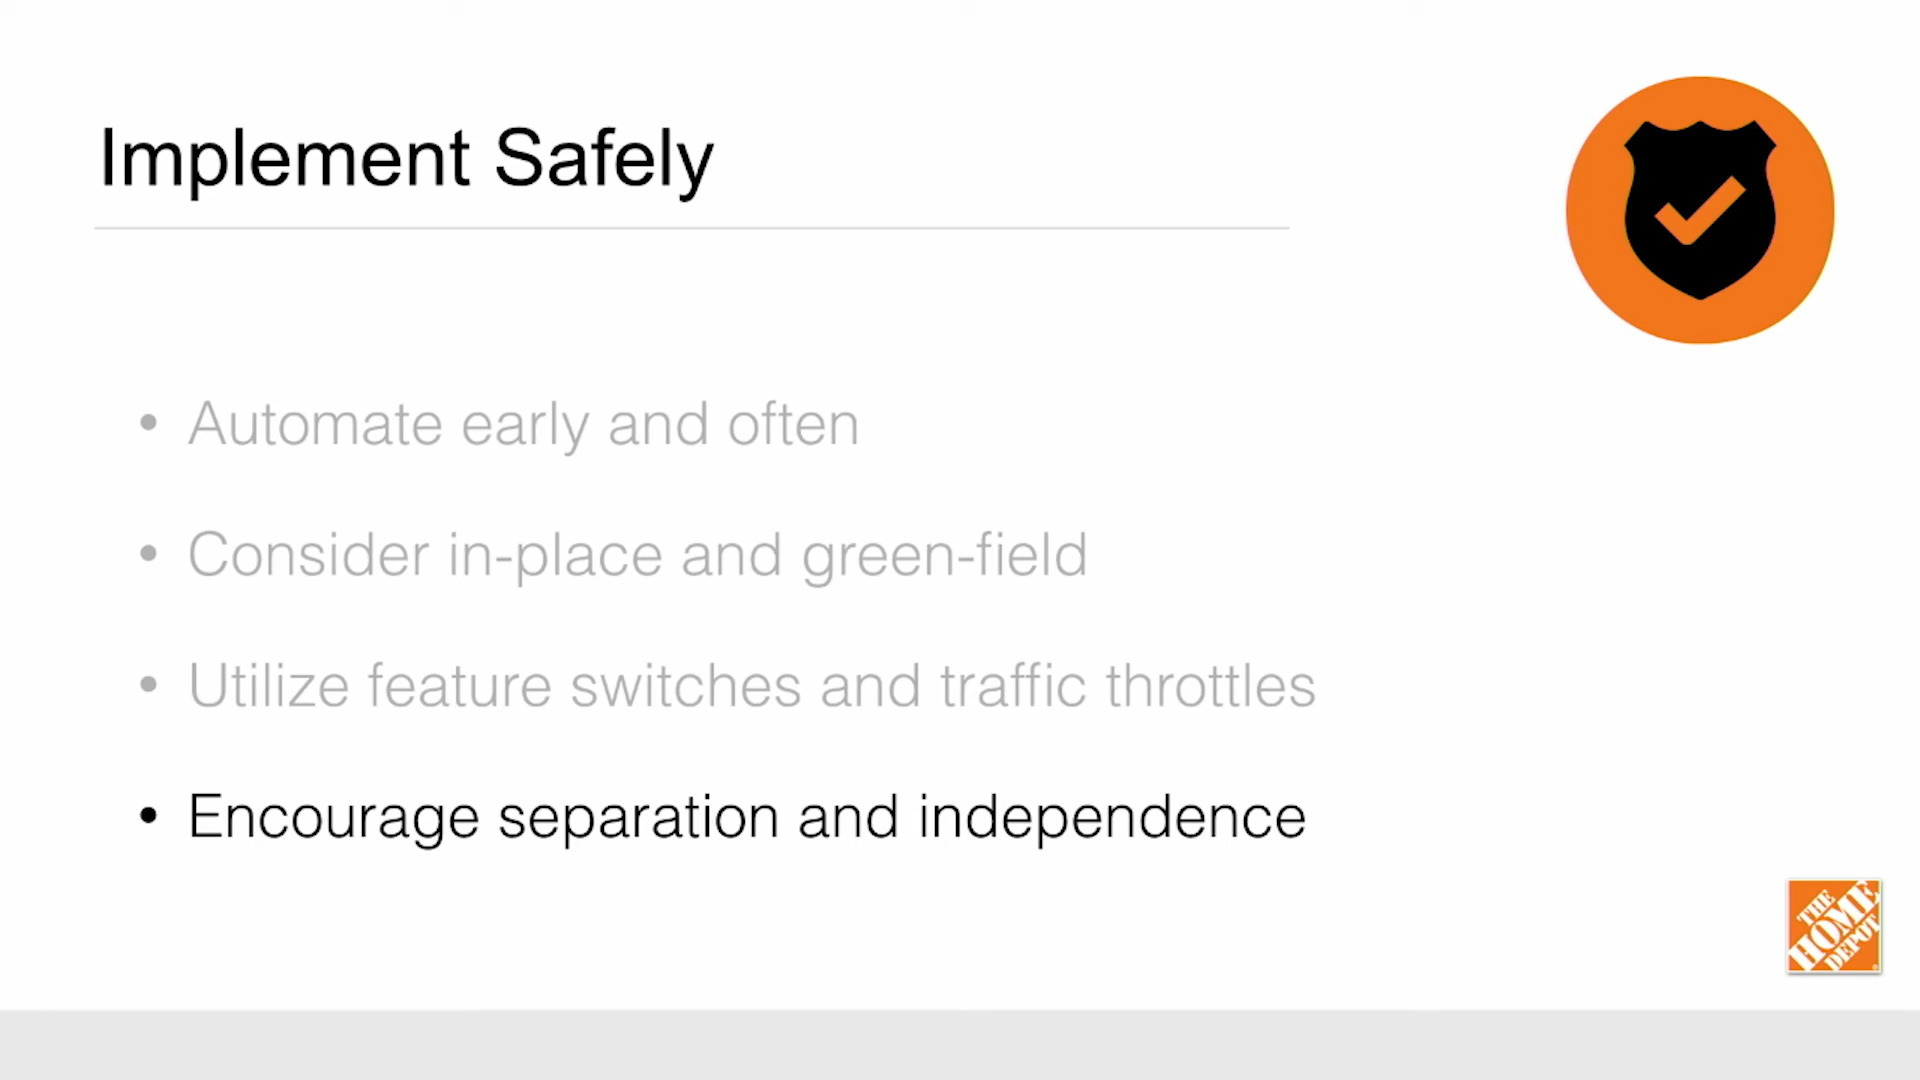 Implement Safely
• Automate early and often
• Consider in-place and green-field
• Utilize feature switches and traffic throttles
• Encourage separation and independence
THE
HOME
DEPOT